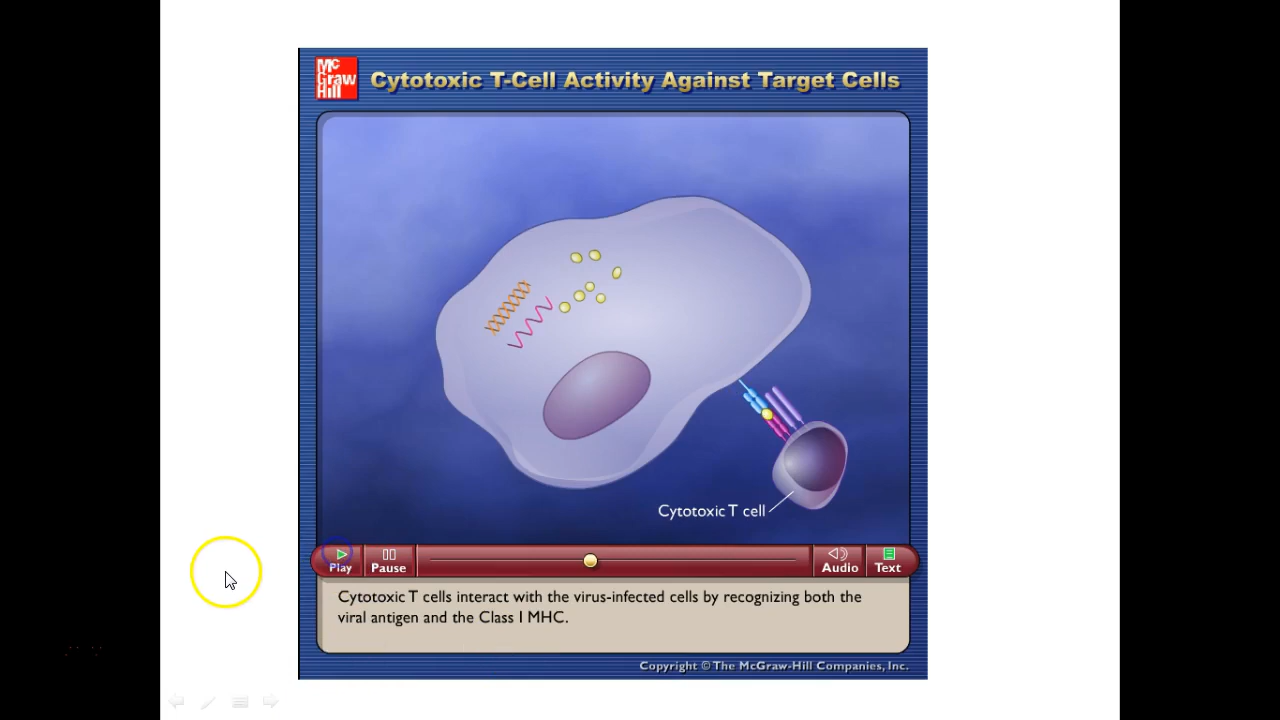 Mc
Graw
Hill
Cytotoxic T-Cell Activity Against Target Cells
Cytotoxic T cell
Play
Pause
Audio
Text
Cytotoxic T cells interact with the virus-infected cells by recognizing both the
viral antigen and the Class I MHC.
Copyright © The McGraw-Hill Companies, Inc.